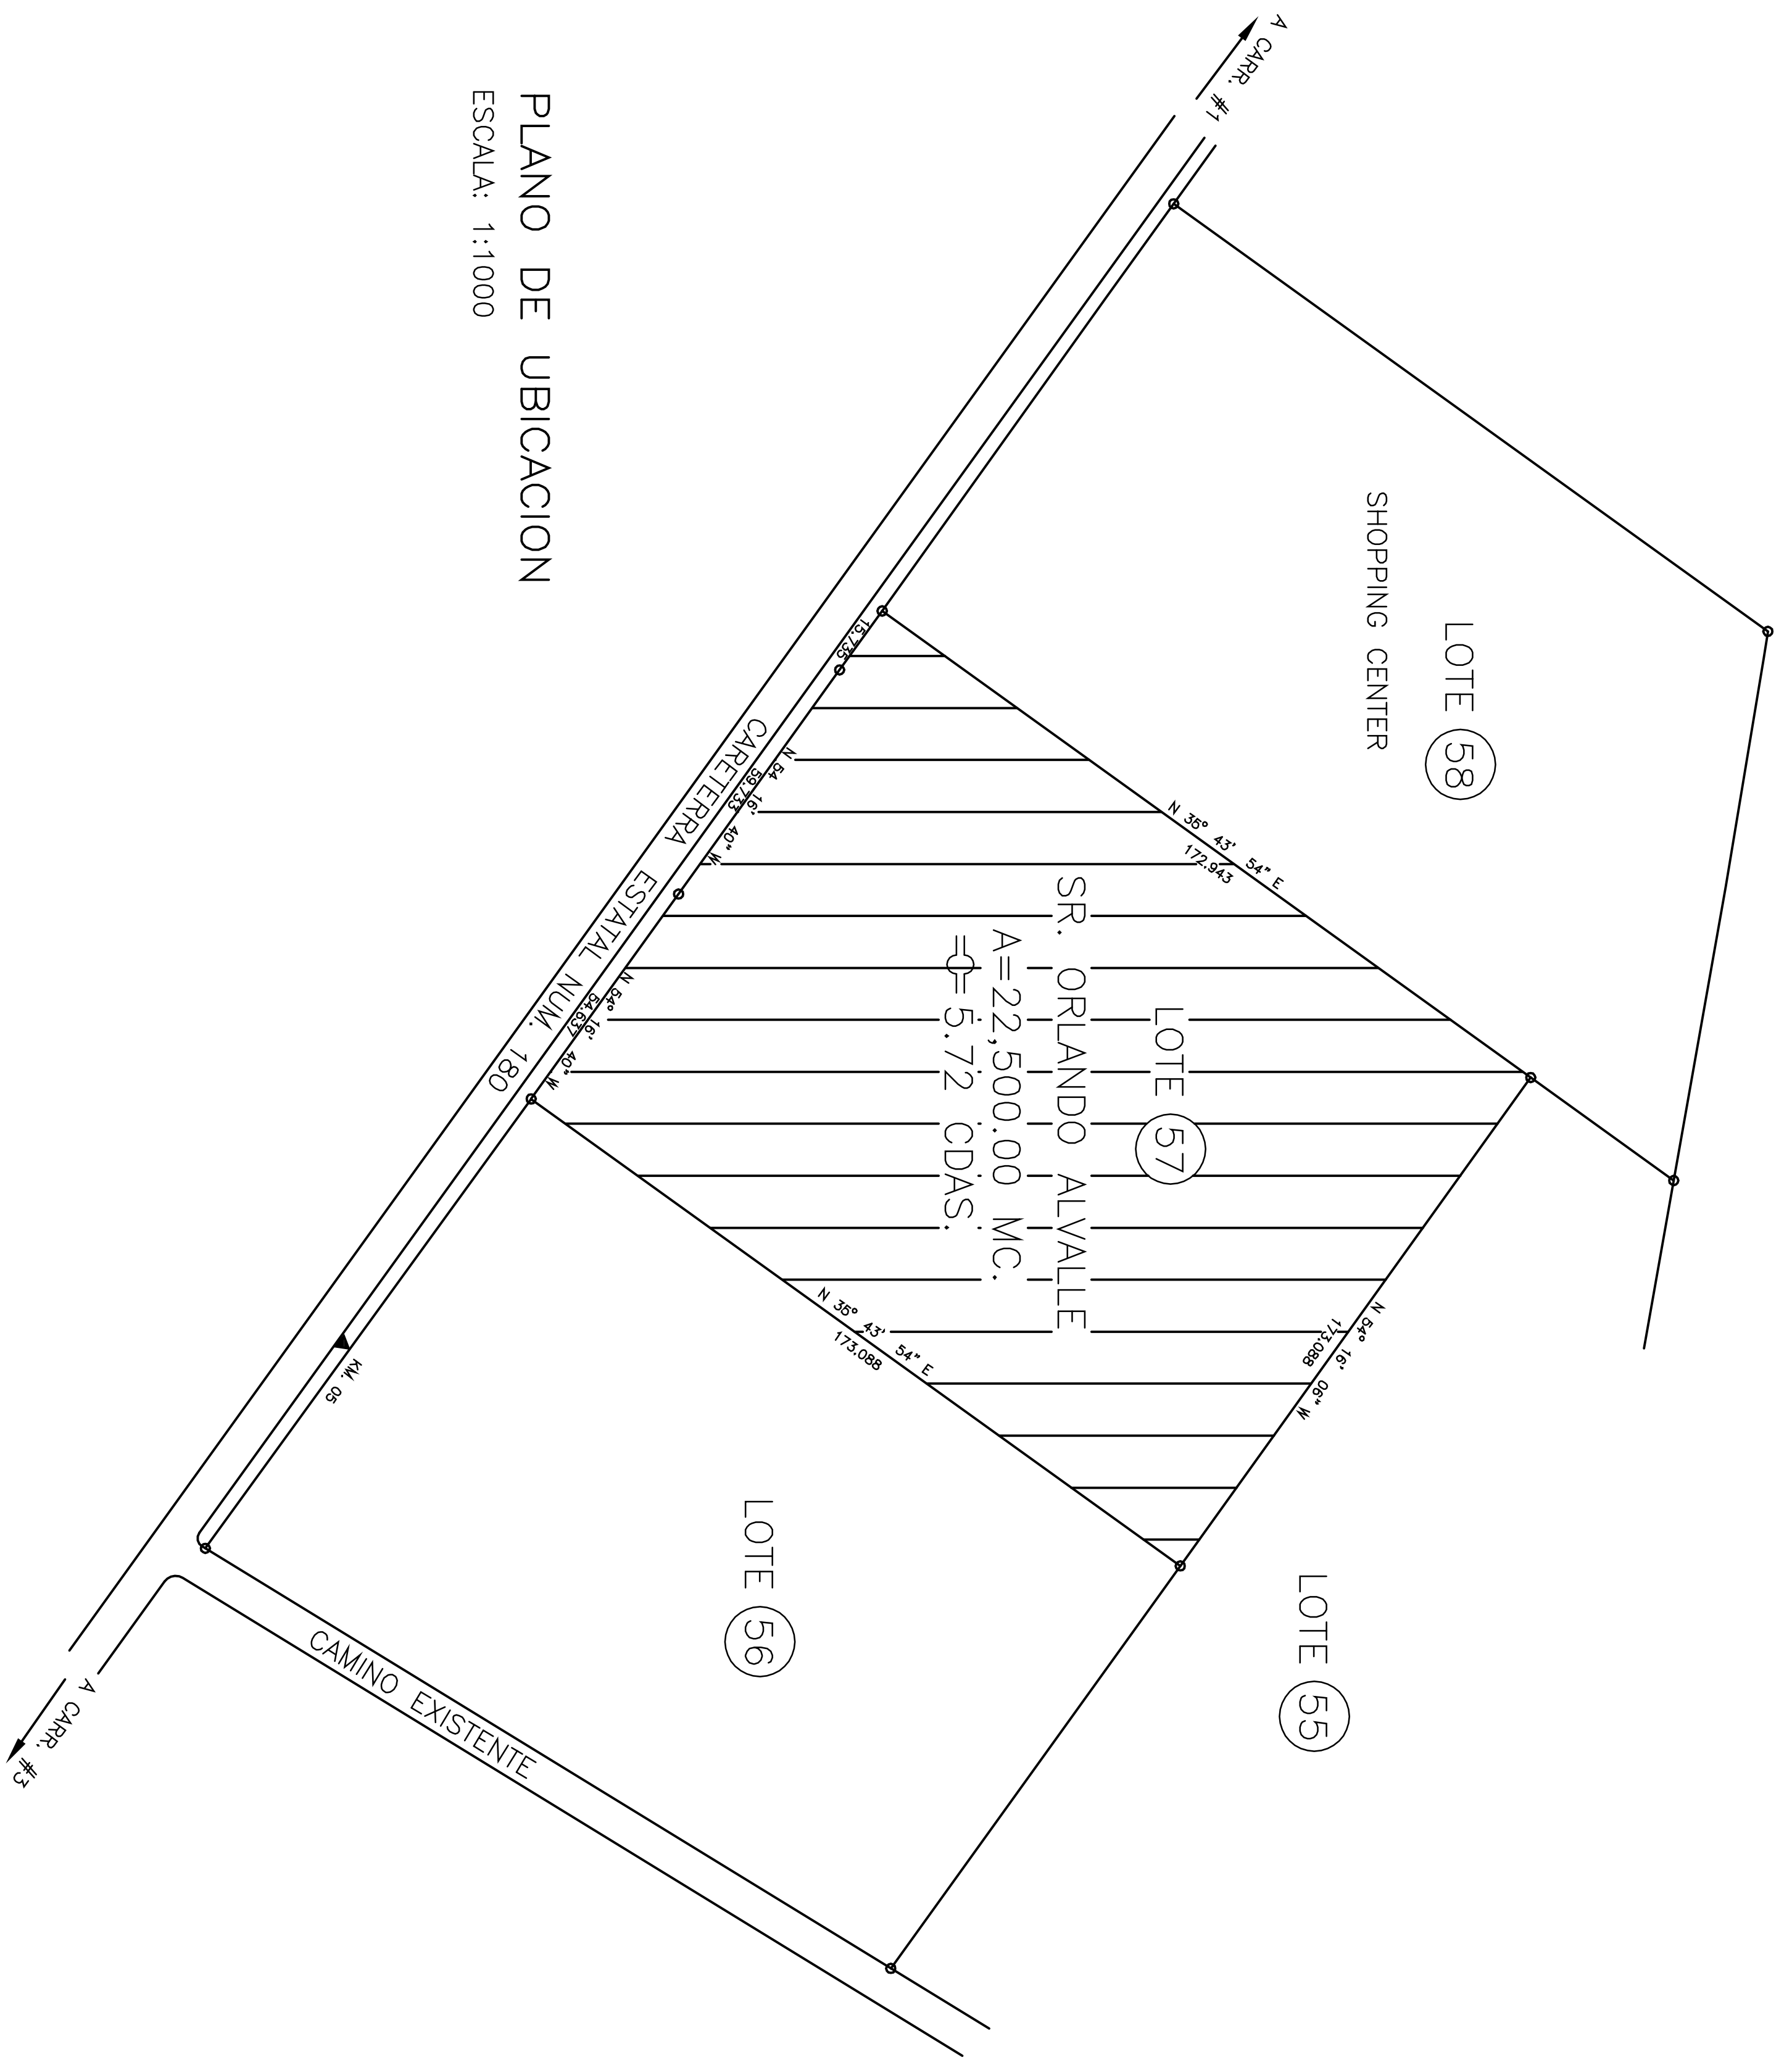 A CARR. #1
LOTE 58
SHOPPING CENTER
N 35° 43' 54" E
172.943
15.735
N 54 16' 40" W
59.733
N 54° 16' 40" W
54.637
LOTE 57
SR. ORLANDO ALVALLE
A=22,500.00 MC.
= 5.72 CDAS.
N 54° 16' 06" W
173.088
N 35° 43' 54" E
173.088
CARETERRA ESTATAL NUM. 180
KM. 05
LOTE 56
LOTE 55
CAMINO EXISTENTE
A CARR. #3
PLANO DE UBICACION
ESCALA: 1:1000